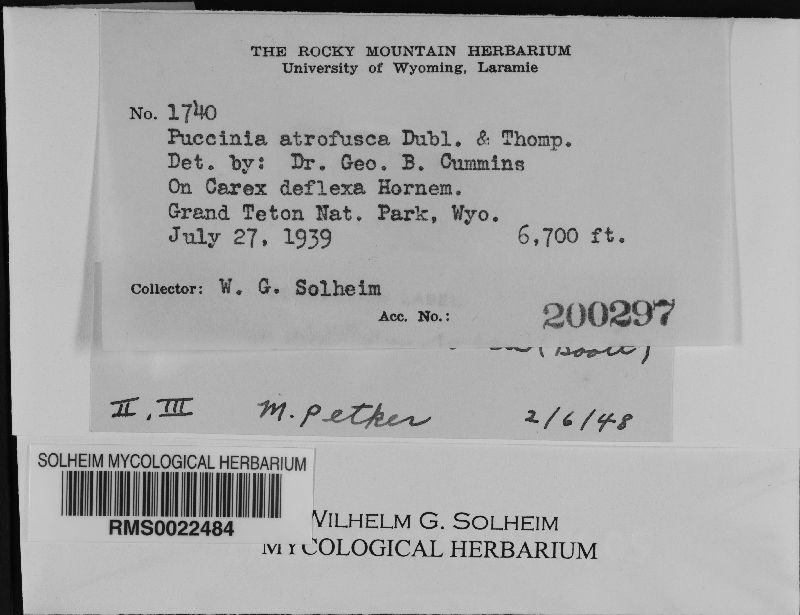 THE ROCKY MOUNTAIN HERBARIUM
University of Wyoming, Laramie
No. 1740
Puccinia atrofusca Dubl. & Thomp.
Det. by: Dr. Geo. B. Cummins
On Carex deflexa Hornem.
Grand Teton Nat. Park, Wyo.
July 27, 1939 6,700 ft.
Collector: W. G. Solheim
Acc. No.: 200297
II, III M. Petker 2/6/48
SOLHEIM MYCOLOGICAL HERBARIUM
RMS0022484
WILHELM G. SOLHEIM
MYCOLOGICAL HERBARIUM